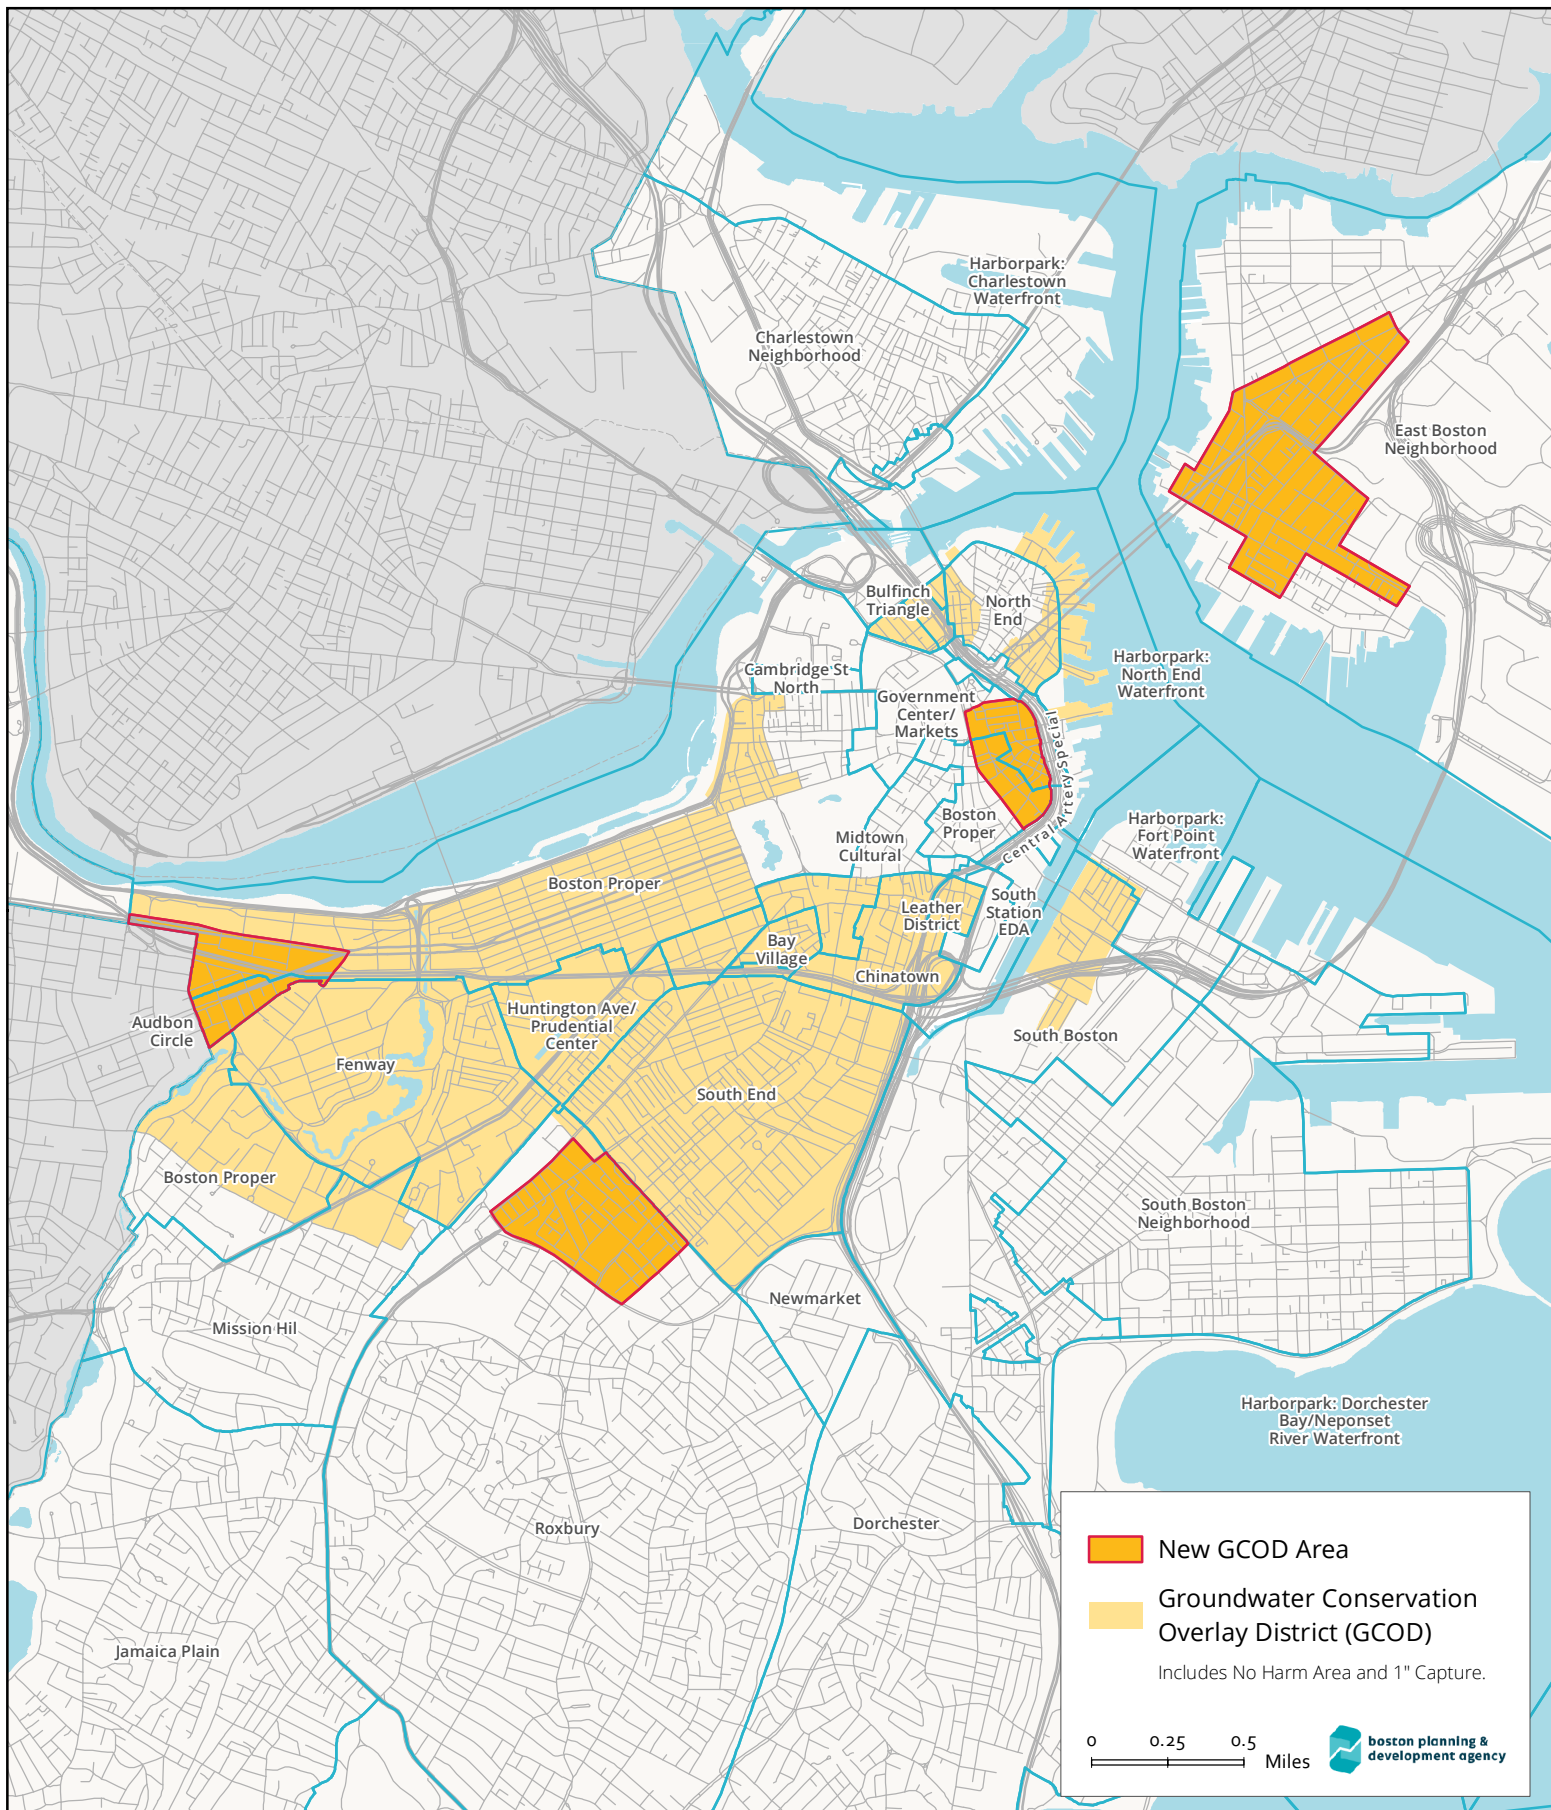 Harborpark:
Charlestown
Waterfront
Charlestown
Neighborhood
East Boston
Neighborhood
Bulfinch
Triangle
North
End
Harborpark:
North End
Waterfront
Cambridge St
North
Government
Center/
Markets
Central Artery Special
Boston
Proper
Midtown
Cultural
Harborpark:
Fort Point
Waterfront
Boston Proper
Leather
District
South
Station
EDA
Bay
Village
Chinatown
Huntington Ave/
Prudential
Center
Audbon
Circle
Fenway
South Boston
South End
Boston Proper
South Boston
Neighborhood
Newmarket
Mission Hil
Harborpark: Dorchester
Bay/Neponset
River Waterfront
Roxbury
Dorchester
Jamaica Plain
New GCOD Area
Groundwater Conservation
Overlay District (GCOD)
Includes No Harm Area and 1" Capture.
0 0.25 0.5
Miles
boston planning &
development agency